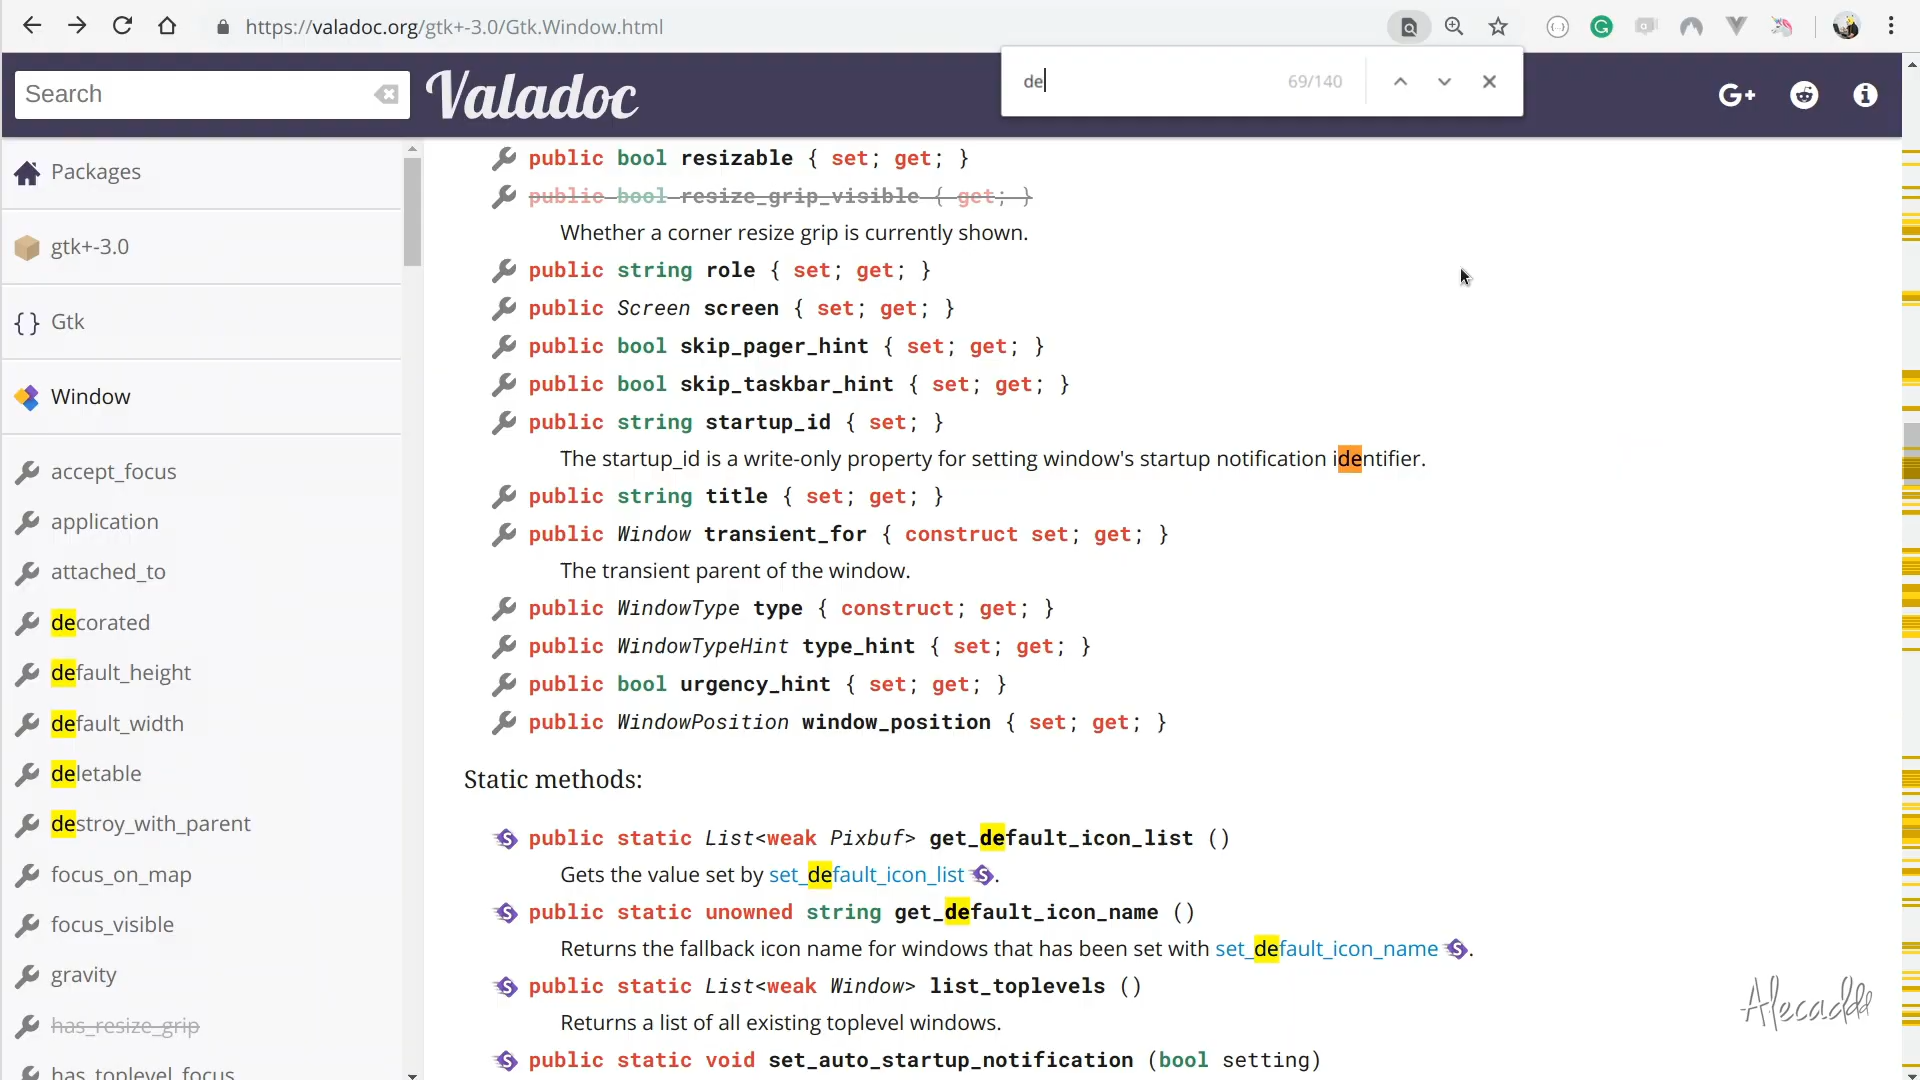 https://valadoc.org/gtk+-3.0/Gtk.Window.html
de
69/140
Search
Valadoc
G+
Packages
gtk+-3.0
{ } Gtk
Window
accept_focus
application
attached_to
decorated
default_height
default_width
deletable
destroy_with_parent
focus_on_map
focus_visible
gravity
has_resize_grip
has_toplevel_focus
public bool resizable { set; get; }
public bool resize_grip_visible { get; }
Whether a corner resize grip is currently shown.
public string role { set; get; }
public Screen screen { set; get; }
public bool skip_pager_hint { set; get; }
public bool skip_taskbar_hint { set; get; }
public string startup_id { set; }
The startup_id is a write-only property for setting window's startup notification identifier.
public string title { set; get; }
public Window transient_for { construct set; get; }
The transient parent of the window.
public WindowType type { construct; get; }
public WindowTypeHint type_hint { set; get; }
public bool urgency_hint { set; get; }
public WindowPosition window_position { set; get; }
Static methods:
public static List<weak Pixbuf> get_default_icon_list ()
Gets the value set by set_default_icon_list S.
public static unowned string get_default_icon_name ()
Returns the fallback icon name for windows that has been set with set_default_icon_name S.
public static List<weak Window> list_toplevels ()
Returns a list of all existing toplevel windows.
public static void set_auto_startup_notification (bool setting)
Alecaddd